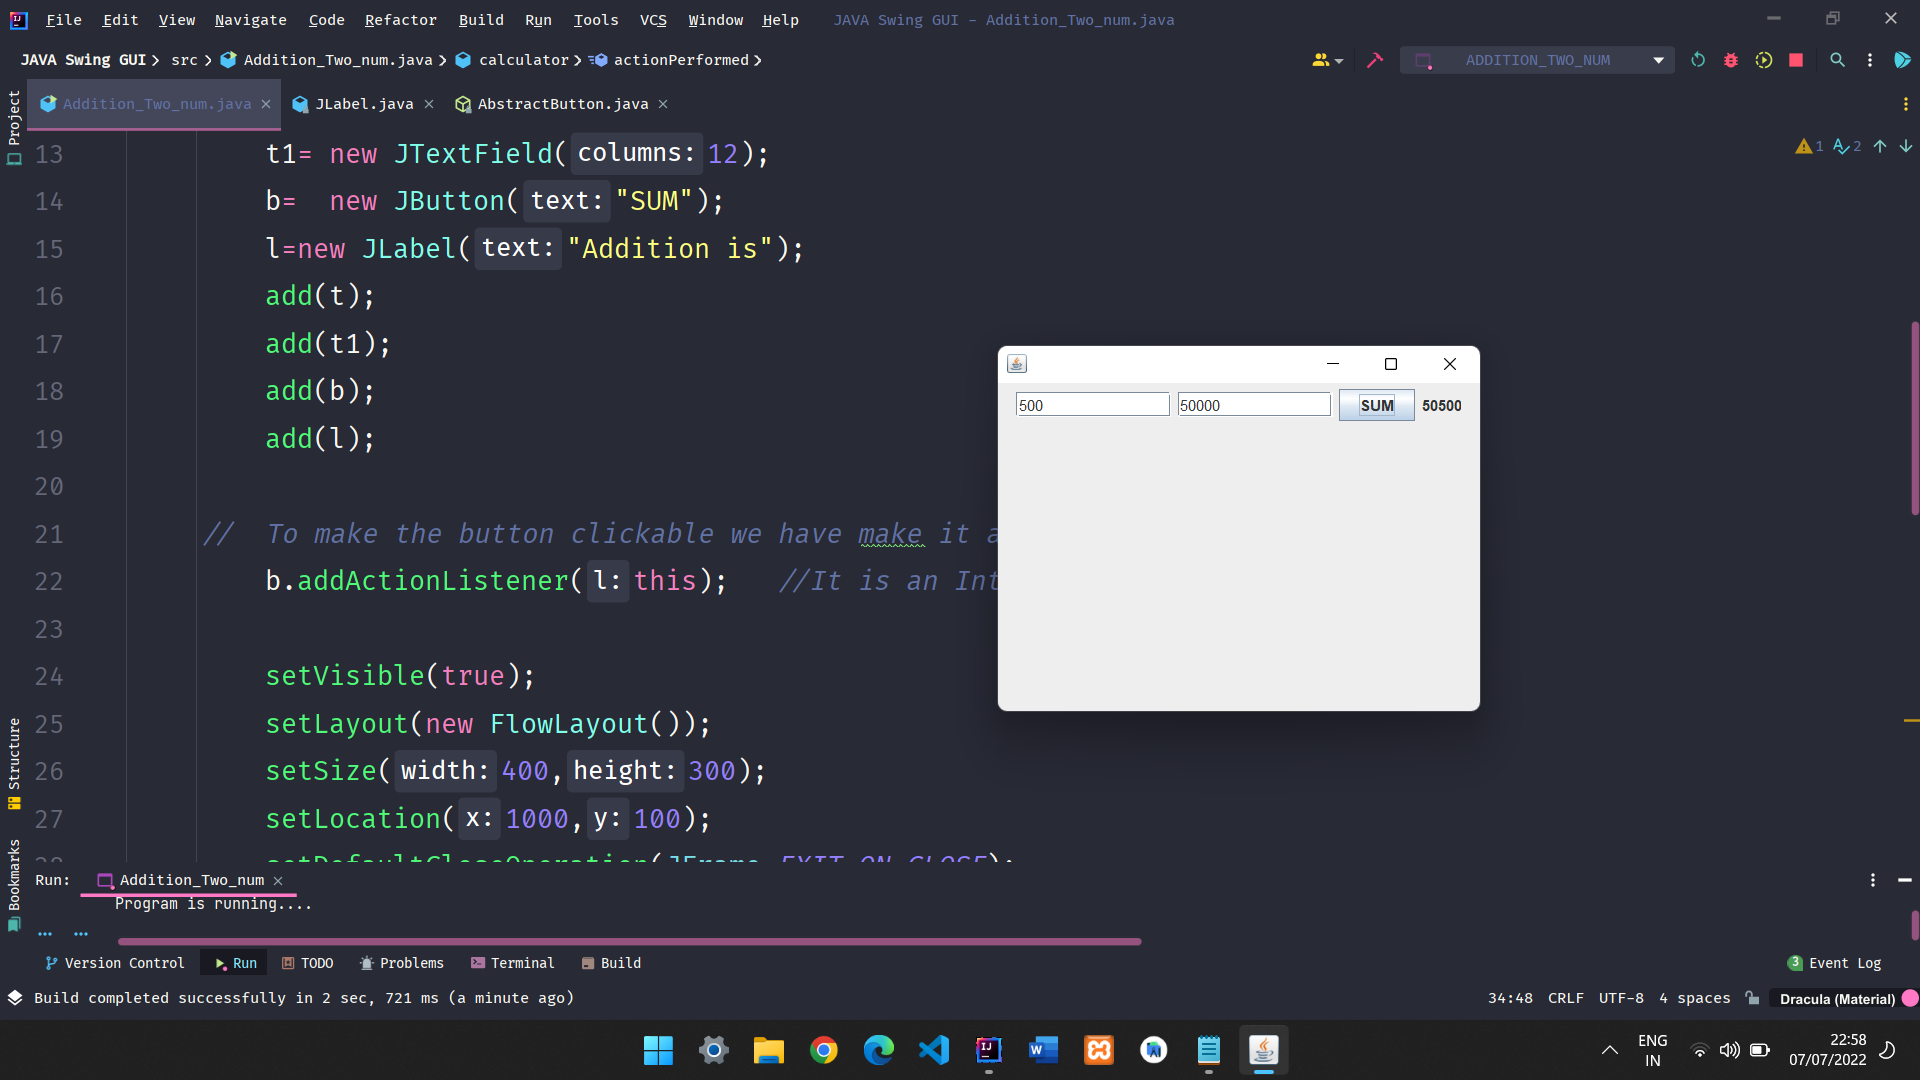 File Edit View Navigate Code Refactor Build Run Tools VCS Window Help JAVA Swing GUI - Addition_Two_num.java
JAVA Swing GUI src Addition_Two_num.java calculator actionPerformed ADDITION_TWO_NUM
Addition_Two_num.java JLabel.java AbstractButton.java
Project
1 2
13 t1= new JTextField( columns: 12);
14 b=  new JButton( text: "SUM");
15 l=new JLabel( text: "Addition is");
16 add(t);
17 add(t1);
18 add(b);
19 add(l);
20
21 //  To make the button clickable we have make it a
22 b.addActionListener( l: this);   //It is an Int
23
24 setVisible(true);
25 setLayout(new FlowLayout());
26 setSize( width: 400, height: 300);
27 setLocation( x: 1000, y: 100);
28 setDefaultCloseOperation(JFrame.EXIT_ON_CLOSE);
500 50000 SUM 50500
Structure
Bookmarks
Run: Addition_Two_num
Program is running....
Version Control Run TODO Problems Terminal Build 3 Event Log
Build completed successfully in 2 sec, 721 ms (a minute ago) 34:48 CRLF UTF-8 4 spaces Dracula (Material)
ENG 22:58
IN 07/07/2022